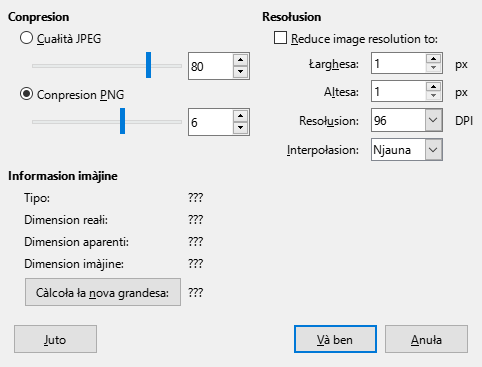 Conpresion
Cuałità JPEG
80
Conpresion PNG
6
Resołusion
Reduce image resolution to:
Łarghesa: 1 px
Altesa: 1 px
Resołusion: 96 DPI
Interpołasion: Njauna
Informasion imàjine
Tipo: ???
Dimension reałi: ???
Dimension aparenti: ???
Dimension imàjine: ???
Càlcoła ła nova grandesa: ???
Juto
Và ben
Anuła